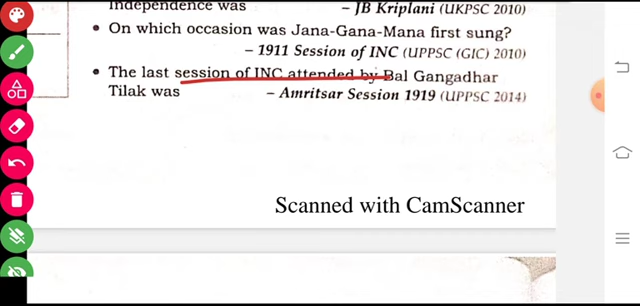 Independence was – JB Kriplani (UKPSC 2010)
• On which occasion was Jana-Gana-Mana first sung?
– 1911 Session of INC (UPPSC (GIC) 2010)
• The last session of INC attended by Bal Gangadhar
Tilak was – Amritsar Session 1919 (UPPSC 2014)
Scanned with CamScanner